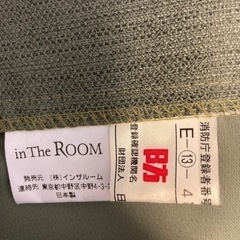 in The ROOM
発売元 (株)インザルーム
連絡先 東京都中野区中野4-3-
日本製
消防庁登録者番号
E-⑬-4
防炎
登録確認機関名
財団法人 日